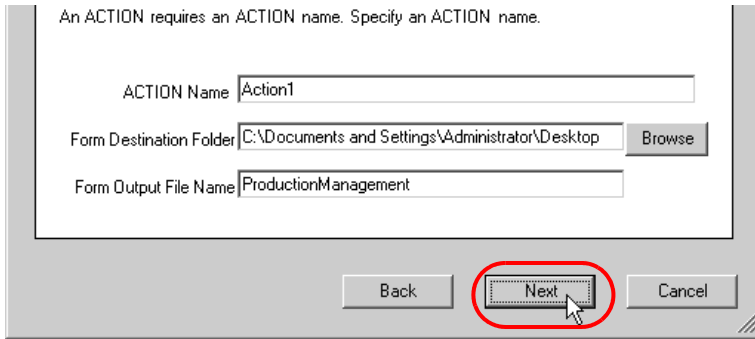 An ACTION requires an ACTION name. Specify an ACTION name.
ACTION Name Action1
Form Destination Folder C:\Documents and Settings\Administrator\Desktop Browse
Form Output File Name ProductionManagement
Back Next Cancel